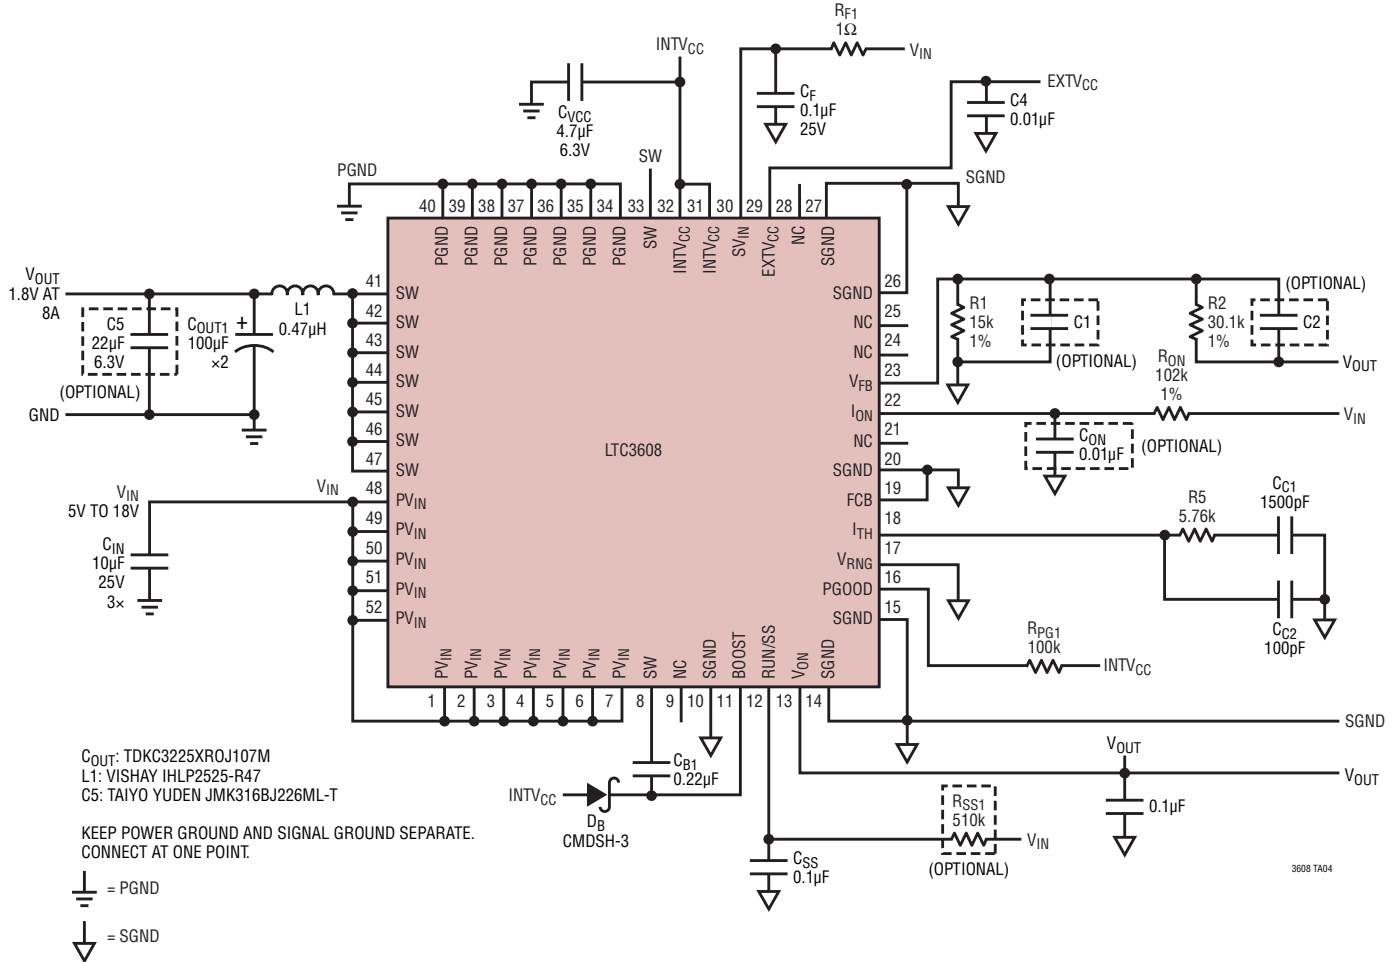 RF1
1Ω
VIN
INTVCC
CVCC
4.7µF
6.3V
CF
0.1µF
25V
EXTVCC
C4
0.01µF
SW
PGND
SGND
40 39 38 37 36 35 34 33 32 31 30 29 28 27
PGND PGND PGND PGND PGND PGND PGND SW INTVCC INTVCC SVIN EXTVCC NC SGND
VOUT
1.8V AT
8A
C5
22µF
6.3V
(OPTIONAL)
COUT1
100µF
×2
+
L1
0.47µH
GND
41 SW
42 SW
43 SW
44 SW
45 SW
46 SW
47 SW
48 PVIN
49 PVIN
50 PVIN
51 PVIN
52 PVIN
VIN
5V TO 18V
VIN
CIN
10µF
25V
3×
LTC3608
SGND 26
NC 25
NC 24
VFB 23
ION 22
NC 21
SGND 20
FCB 19
ITH 18
VRNG 17
PGOOD 16
SGND 15
R1
15k
1%
C1
(OPTIONAL)
R2
30.1k
1%
(OPTIONAL)
C2
VOUT
RON
102k
1%
VIN
CON
0.01µF
(OPTIONAL)
R5
5.76k
CC1
1500pF
CC2
100pF
RPG1
100k
INTVCC
PVIN PVIN PVIN PVIN PVIN PVIN PVIN SW NC SGND BOOST RUN/SS VON SGND
1 2 3 4 5 6 7 8 9 10 11 12 13 14
SGND
VOUT
VOUT
0.1µF
CB1
0.22µF
INTVCC
DB
CMDSH-3
RSS1
510k
(OPTIONAL)
VIN
CSS
0.1µF
COUT: TDKC3225XROJ107M
L1: VISHAY IHLP2525-R47
C5: TAIYO YUDEN JMK316BJ226ML-T
KEEP POWER GROUND AND SIGNAL GROUND SEPARATE.
CONNECT AT ONE POINT.
= PGND
= SGND
3608 TA04